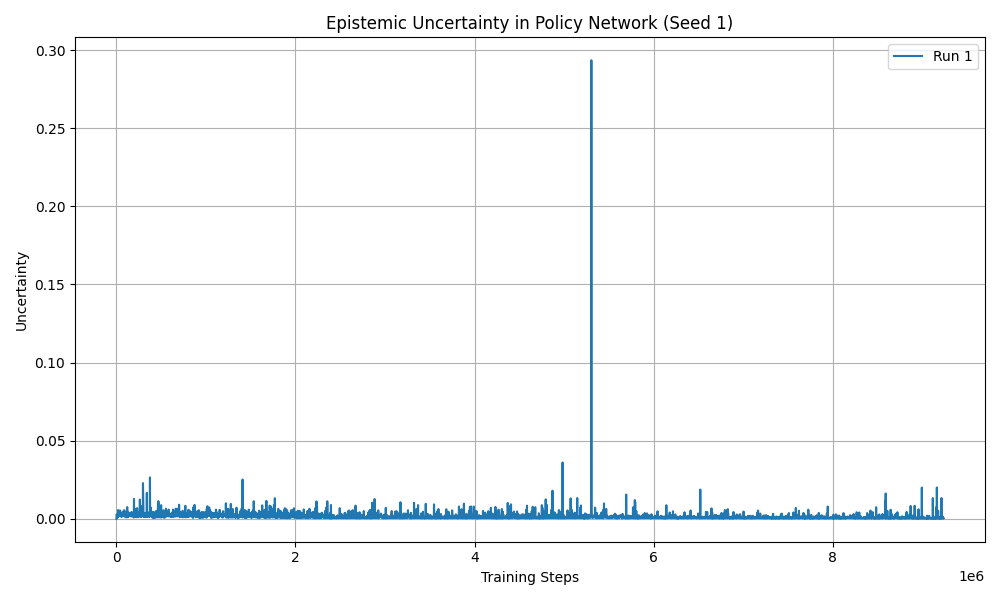 Epistemic Uncertainty in Policy Network (Seed 1)
Run 1
Uncertainty
0.30
0.25
0.20
0.15
0.10
0.05
0.00
0
2
4
6
8
1e6
Training Steps